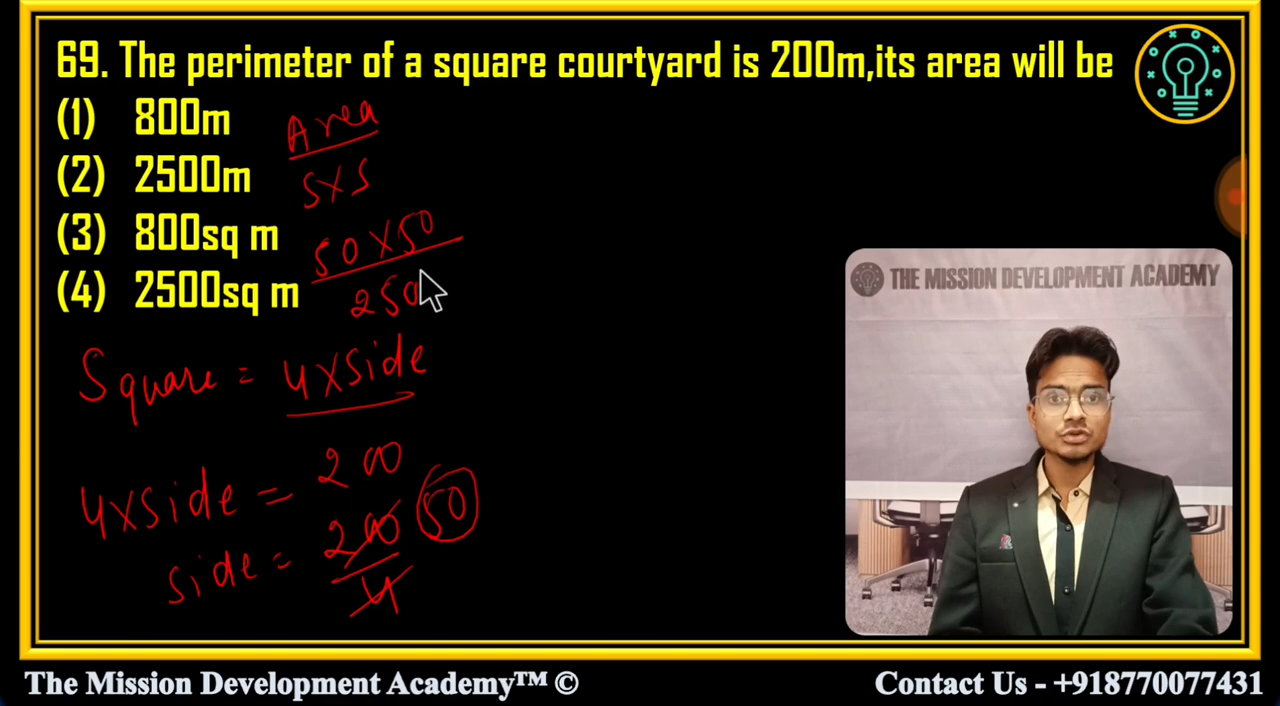 69. The perimeter of a square courtyard is 200m,its area will be
(1) 800m
(2) 2500m
(3) 800sq m
(4) 2500sq m
Area
S×S
50×50
250
Square = 4×Side
4×Side = 200
side = 200/4 50
THE MISSION DEVELOPMENT ACADEMY
The Mission Development Academy™ ©
Contact Us - +918770077431